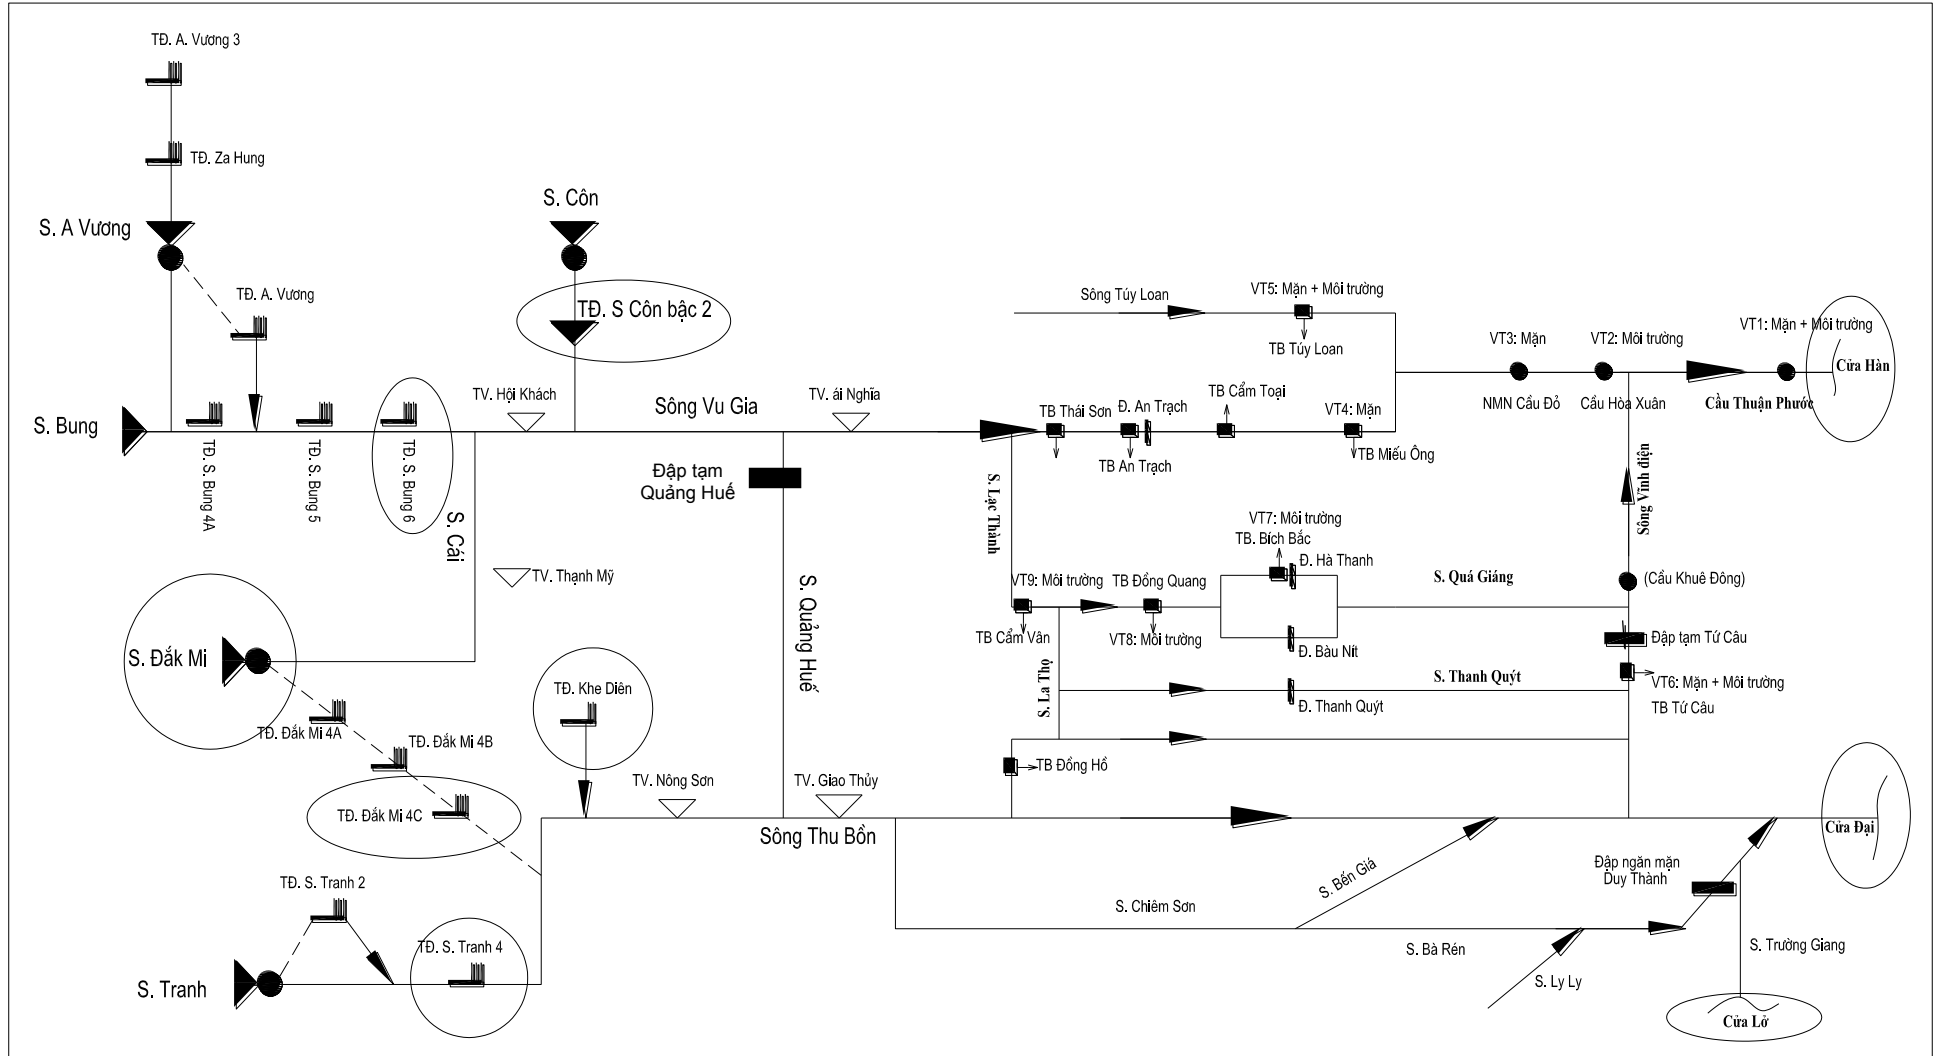 TĐ. A. Vương 3
TĐ. Za Hung
S. Côn
S. A Vương
TĐ. A. Vương
TĐ. S Côn bậc 2
Sông Túy Loan
VT5: Mặn + Môi trường
TB Túy Loan
VT3: Mặn
VT2: Môi trường
VT1: Mặn + Môi trường
Cửa Hàn
NMN Cầu Đỏ
Cầu Hòa Xuân
Cầu Thuận Phước
S. Bung
TĐ. S. Bung 4A
TĐ. S. Bung 5
TĐ. S. Bung 6
TV. Hội Khách
Sông Vu Gia
TV. ái Nghĩa
TB Thái Sơn
Đ. An Trạch
TB An Trạch
TB Cẩm Toại
VT4: Mặn
TB Miếu Ông
Đập tạm
Quảng Huế
S. Cái
S. Lạc Thành
Sông Vĩnh điện
TV. Thạnh Mỹ
S. Quảng Huế
VT7: Môi trường
TB. Bích Bắc
Đ. Hà Thanh
S. Quá Giáng
(Cầu Khuê Đông)
VT9: Môi trường
TB Đồng Quang
TB Cẩm Vân
VT8: Môi trường
Đ. Bàu Nít
Đập tạm Tứ Câu
S. Đắk Mi
TĐ. Khe Diên
S. La Thọ
S. Thanh Quýt
Đ. Thanh Quýt
VT6: Mặn + Môi trường
TB Tứ Câu
TĐ. Đắk Mi 4A
TĐ. Đắk Mi 4B
TĐ. Đắk Mi 4C
TV. Nông Sơn
TV. Giao Thủy
TB Đồng Hồ
Sông Thu Bồn
Cửa Đại
TĐ. S. Tranh 2
S. Bến Giá
Đập ngăn mặn
Duy Thành
S. Chiêm Sơn
TĐ. S. Tranh 4
S. Bà Rén
S. Trường Giang
S. Tranh
S. Ly Ly
Cửa Lở